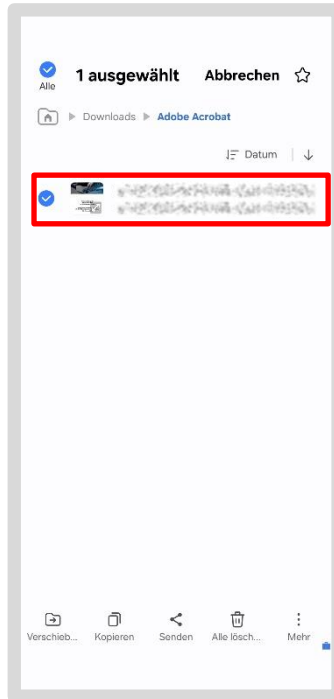 Alle 1 ausgewählt Abbrechen
Downloads Adobe Acrobat
Datum
Verschieb... Kopieren Senden Alle lösch... Mehr